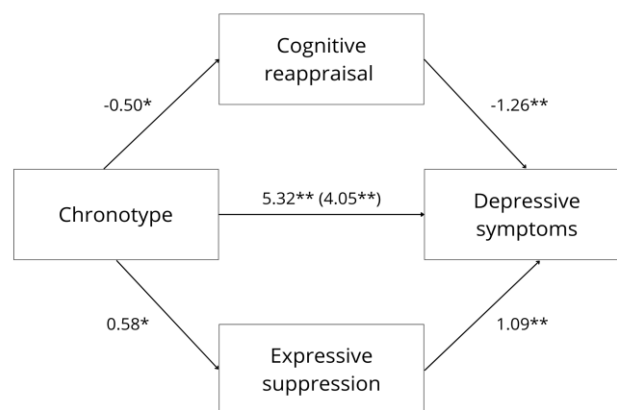 Cognitive
reappraisal
-0.50*
-1.26**
Chronotype
5.32** (4.05**)
Depressive
symptoms
0.58*
1.09**
Expressive
suppression